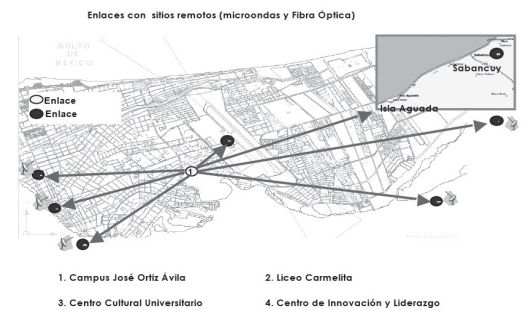 Enlaces con sitios remotos (microondas y Fibra Óptica)
GOLFO
DE
MEXICO
Enlace
Enlace
Sabancuy
Isla Aguada
1
1. Campus José Ortiz Ávila
2. Liceo Carmelita
3. Centro Cultural Universitario
4. Centro de Innovación y Liderazgo